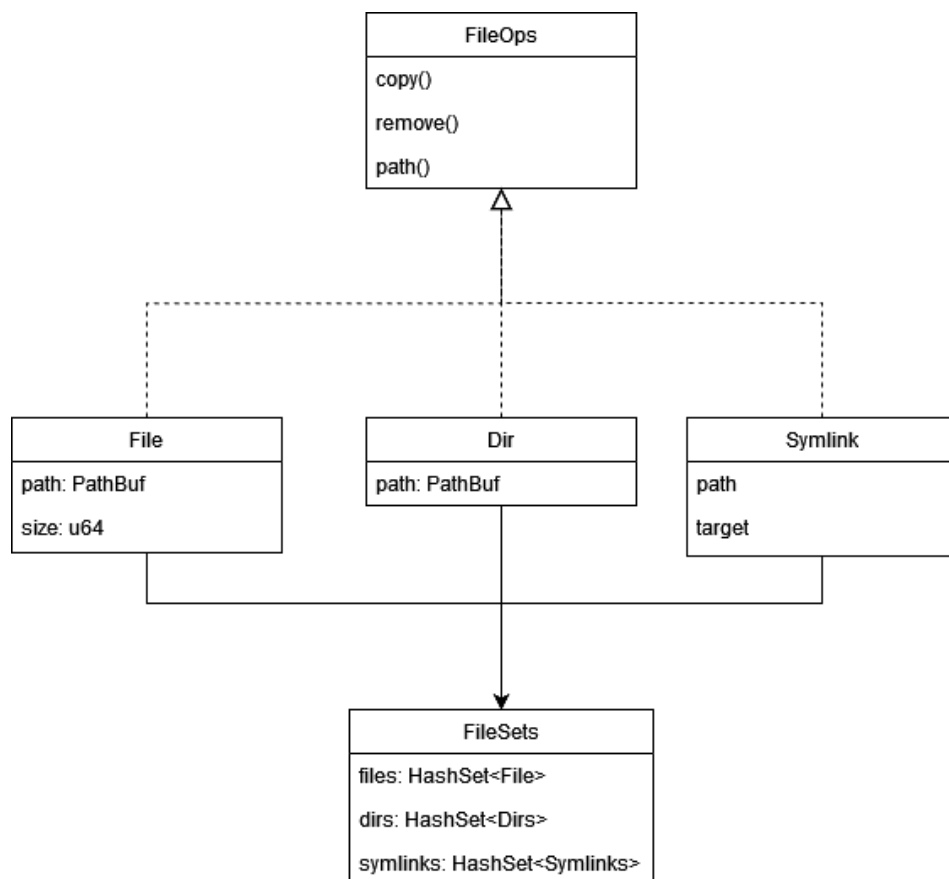 FileOps
copy()
remove()
path()
File
path: PathBuf
size: u64
Dir
path: PathBuf
Symlink
path
target
FileSets
files: HashSet<File>
dirs: HashSet<Dirs>
symlinks: HashSet<Symlinks>